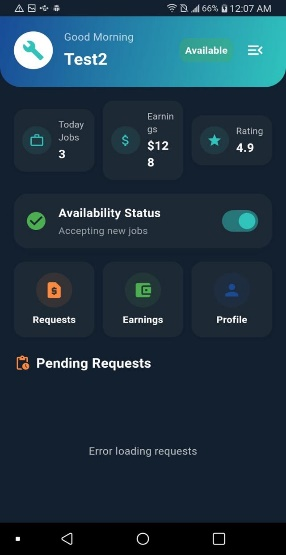 66% 12:07 AM
Good Morning
Test2
Available
Today
Jobs
3
Earnin
gs
$12
8
Rating
4.9
Availability Status
Accepting new jobs
Requests
Earnings
Profile
Pending Requests
Error loading requests